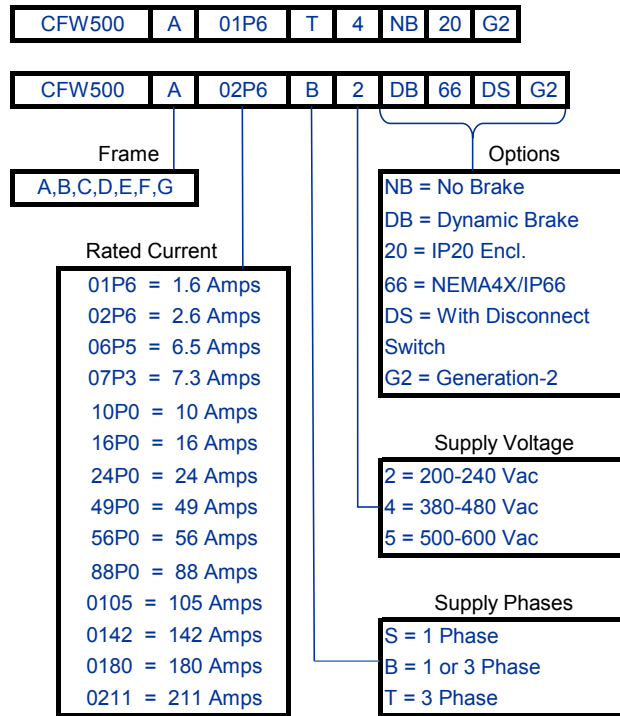 CFW500 A 01P6 T 4 NB 20 G2
CFW500 A 02P6 B 2 DB 66 DS G2
Frame
A,B,C,D,E,F,G
Rated Current
01P6 = 1.6 Amps
02P6 = 2.6 Amps
06P5 = 6.5 Amps
07P3 = 7.3 Amps
10P0 = 10 Amps
16P0 = 16 Amps
24P0 = 24 Amps
49P0 = 49 Amps
56P0 = 56 Amps
88P0 = 88 Amps
0105 = 105 Amps
0142 = 142 Amps
0180 = 180 Amps
0211 = 211 Amps
Options
NB = No Brake
DB = Dynamic Brake
20 = IP20 Encl.
66 = NEMA4X/IP66
DS = With Disconnect
Switch
G2 = Generation-2
Supply Voltage
2 = 200-240 Vac
4 = 380-480 Vac
5 = 500-600 Vac
Supply Phases
S = 1 Phase
B = 1 or 3 Phase
T = 3 Phase